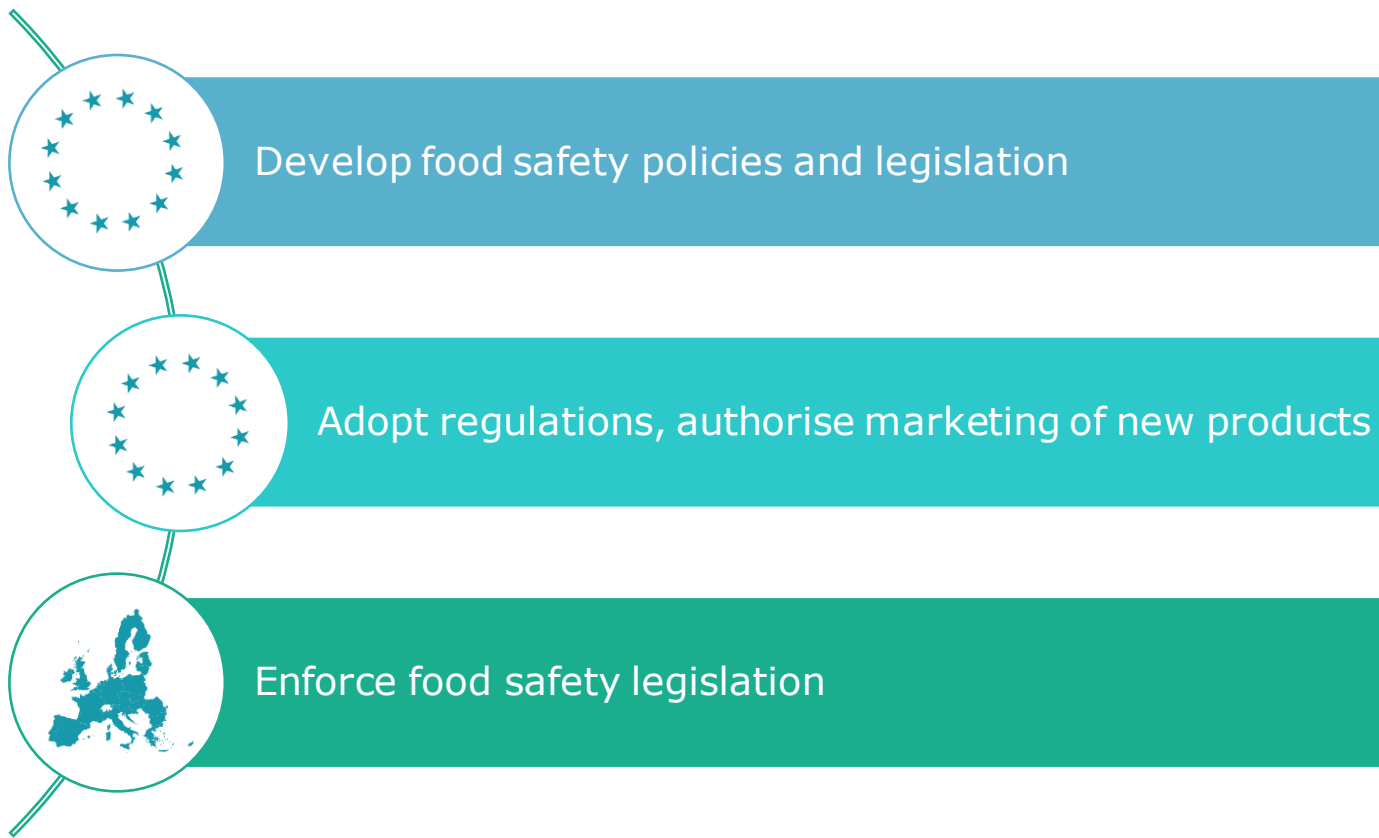 Develop food safety policies and legislation
Adopt regulations, authorise marketing of new products
Enforce food safety legislation